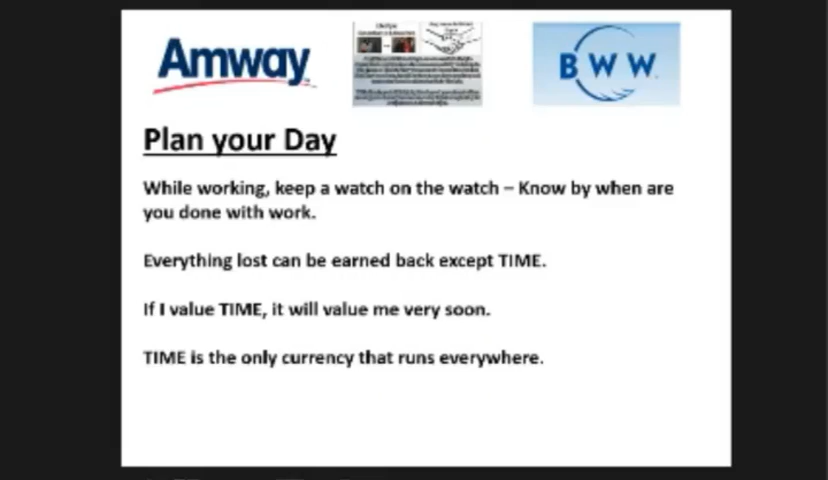 Amway
BWW
Plan your Day
While working, keep a watch on the watch – Know by when are
you done with work.
Everything lost can be earned back except TIME.
If I value TIME, it will value me very soon.
TIME is the only currency that runs everywhere.